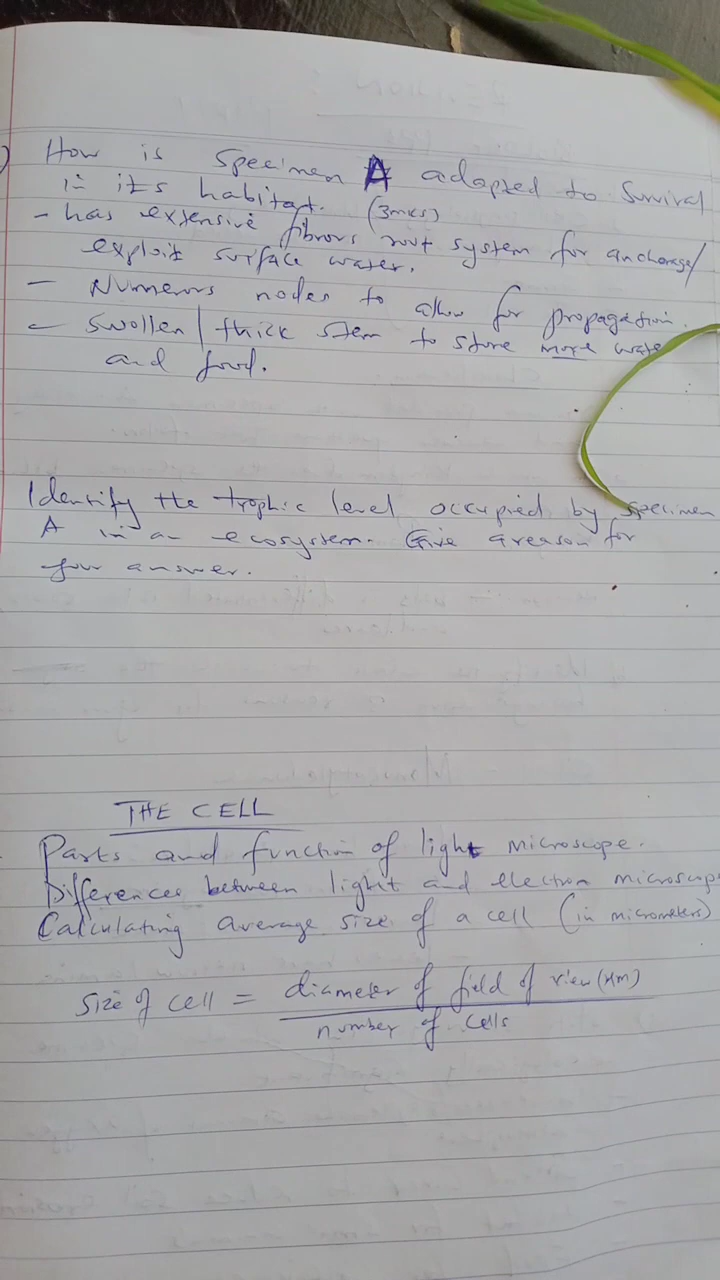 How is specimen A adapted to survival
in its habitat. (3mks)
- has extensive fibrous root system for anchorage/
exploit surface water.
- Numerous nodes to allow for propagation.
- Swollen/thick stem to store more water
and food.
Identify the trophic level occupied by specimen
A in an ecosystem. Give a reason for
your answer.
THE CELL
Parts and function of light microscope.
Differences between light and electron microscop
Calculating average size of a cell (in micrometers)
Size of cell = diameter of field of view (μm)
number of cells